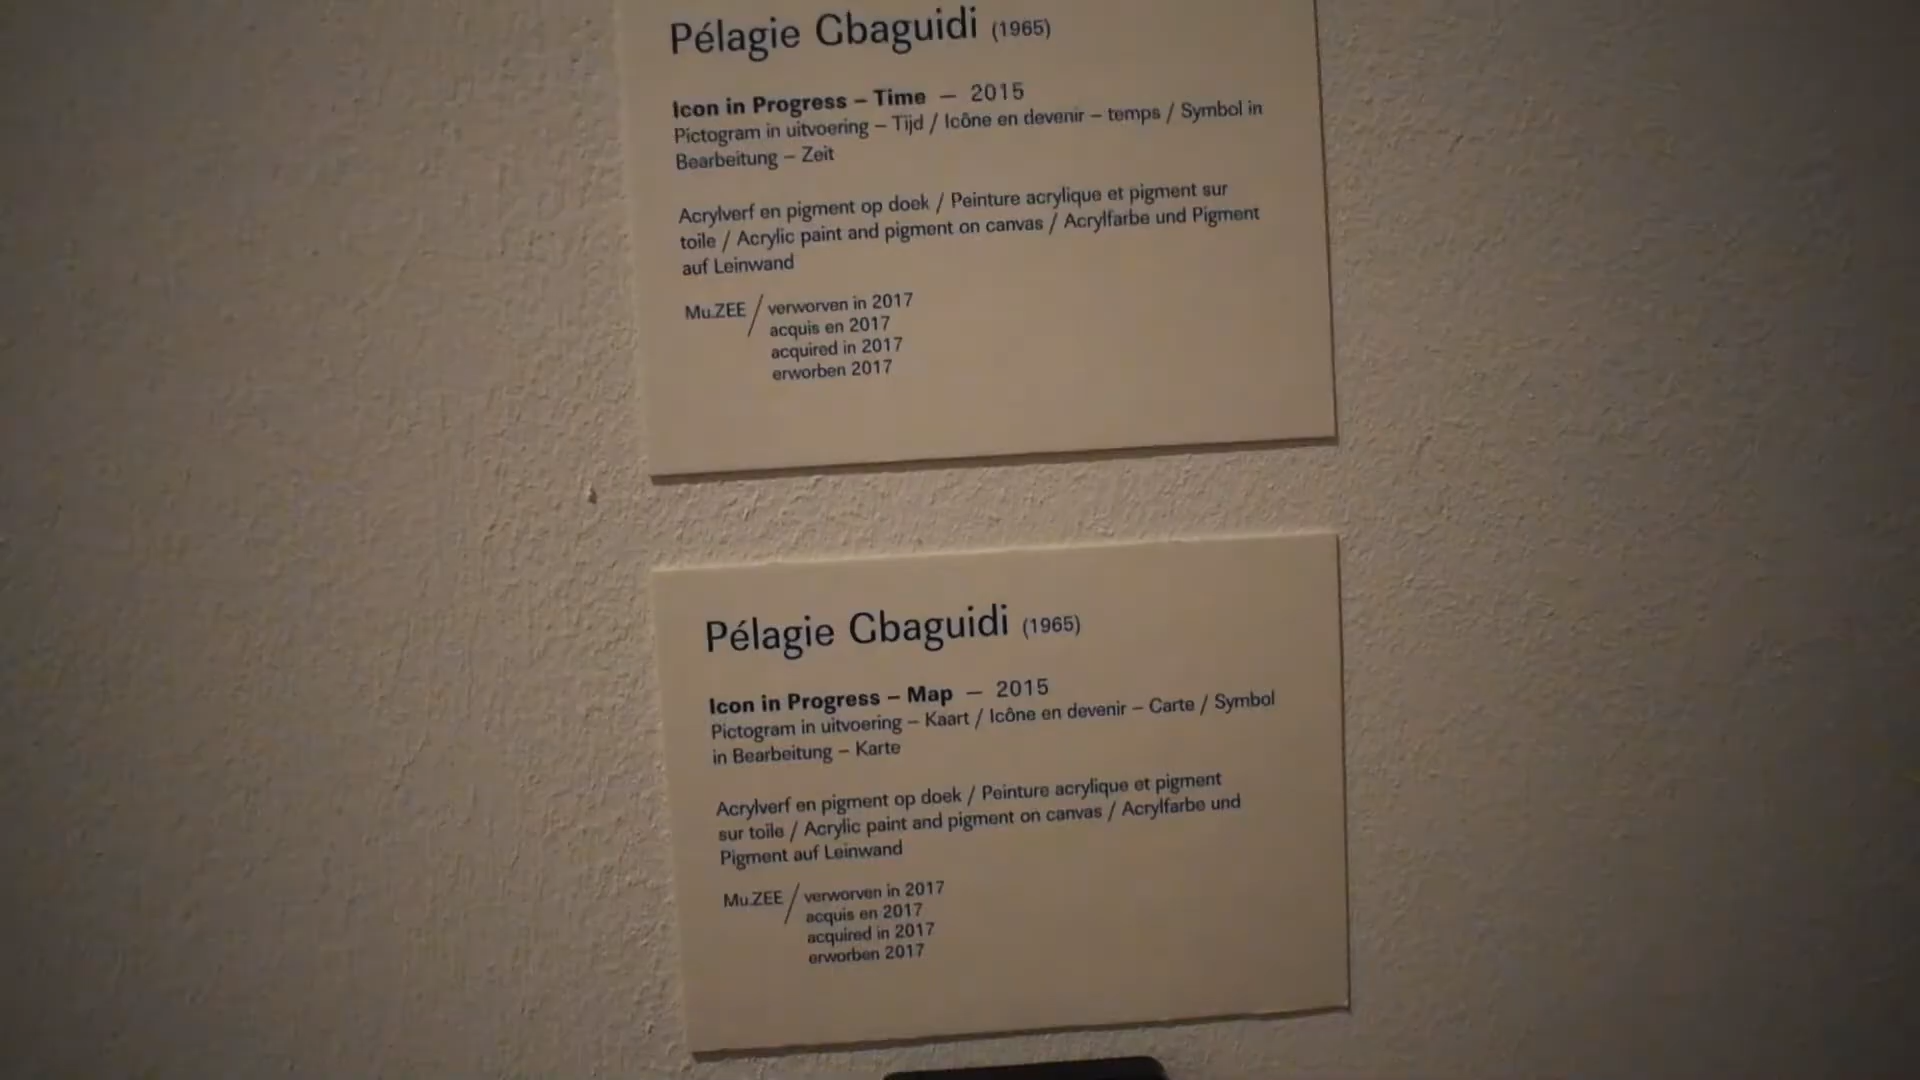 Pélagie Gbaguidi (1965)
Icon in Progress – Time – 2015
Pictogram in uitvoering – Tijd / Icône en devenir – temps / Symbol in
Bearbeitung – Zeit
Acrylverf en pigment op doek / Peinture acrylique et pigment sur
toile / Acrylic paint and pigment on canvas / Acrylfarbe und Pigment
auf Leinwand
Mu.ZEE / verworven in 2017
acquis en 2017
acquired in 2017
erworben 2017
Pélagie Gbaguidi (1965)
Icon in Progress – Map – 2015
Pictogram in uitvoering – Kaart / Icône en devenir – Carte / Symbol
in Bearbeitung – Karte
Acrylverf en pigment op doek / Peinture acrylique et pigment
sur toile / Acrylic paint and pigment on canvas / Acrylfarbe und
Pigment auf Leinwand
Mu.ZEE / verworven in 2017
acquis en 2017
acquired in 2017
erworben 2017